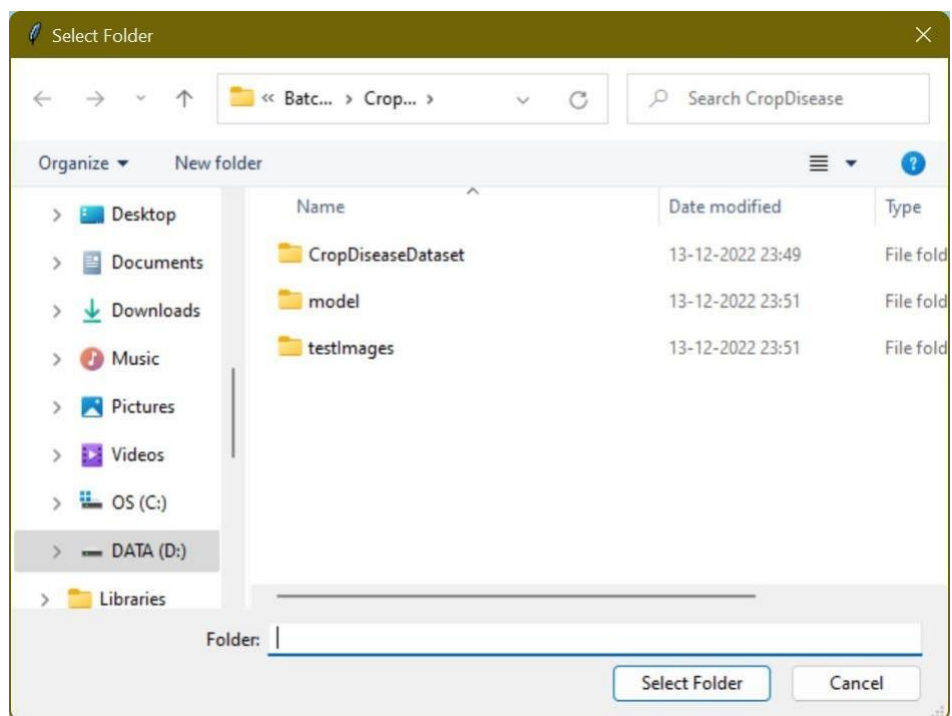 Select Folder
« Batc... > Crop... >
Search CropDisease
Organize
New folder
Name
Date modified
Type
Desktop
Documents
Downloads
Music
Pictures
Videos
OS (C:)
DATA (D:)
Libraries
CropDiseaseDataset 13-12-2022 23:49 File fold
model 13-12-2022 23:51 File fold
testImages 13-12-2022 23:51 File fold
Folder:
Select Folder
Cancel